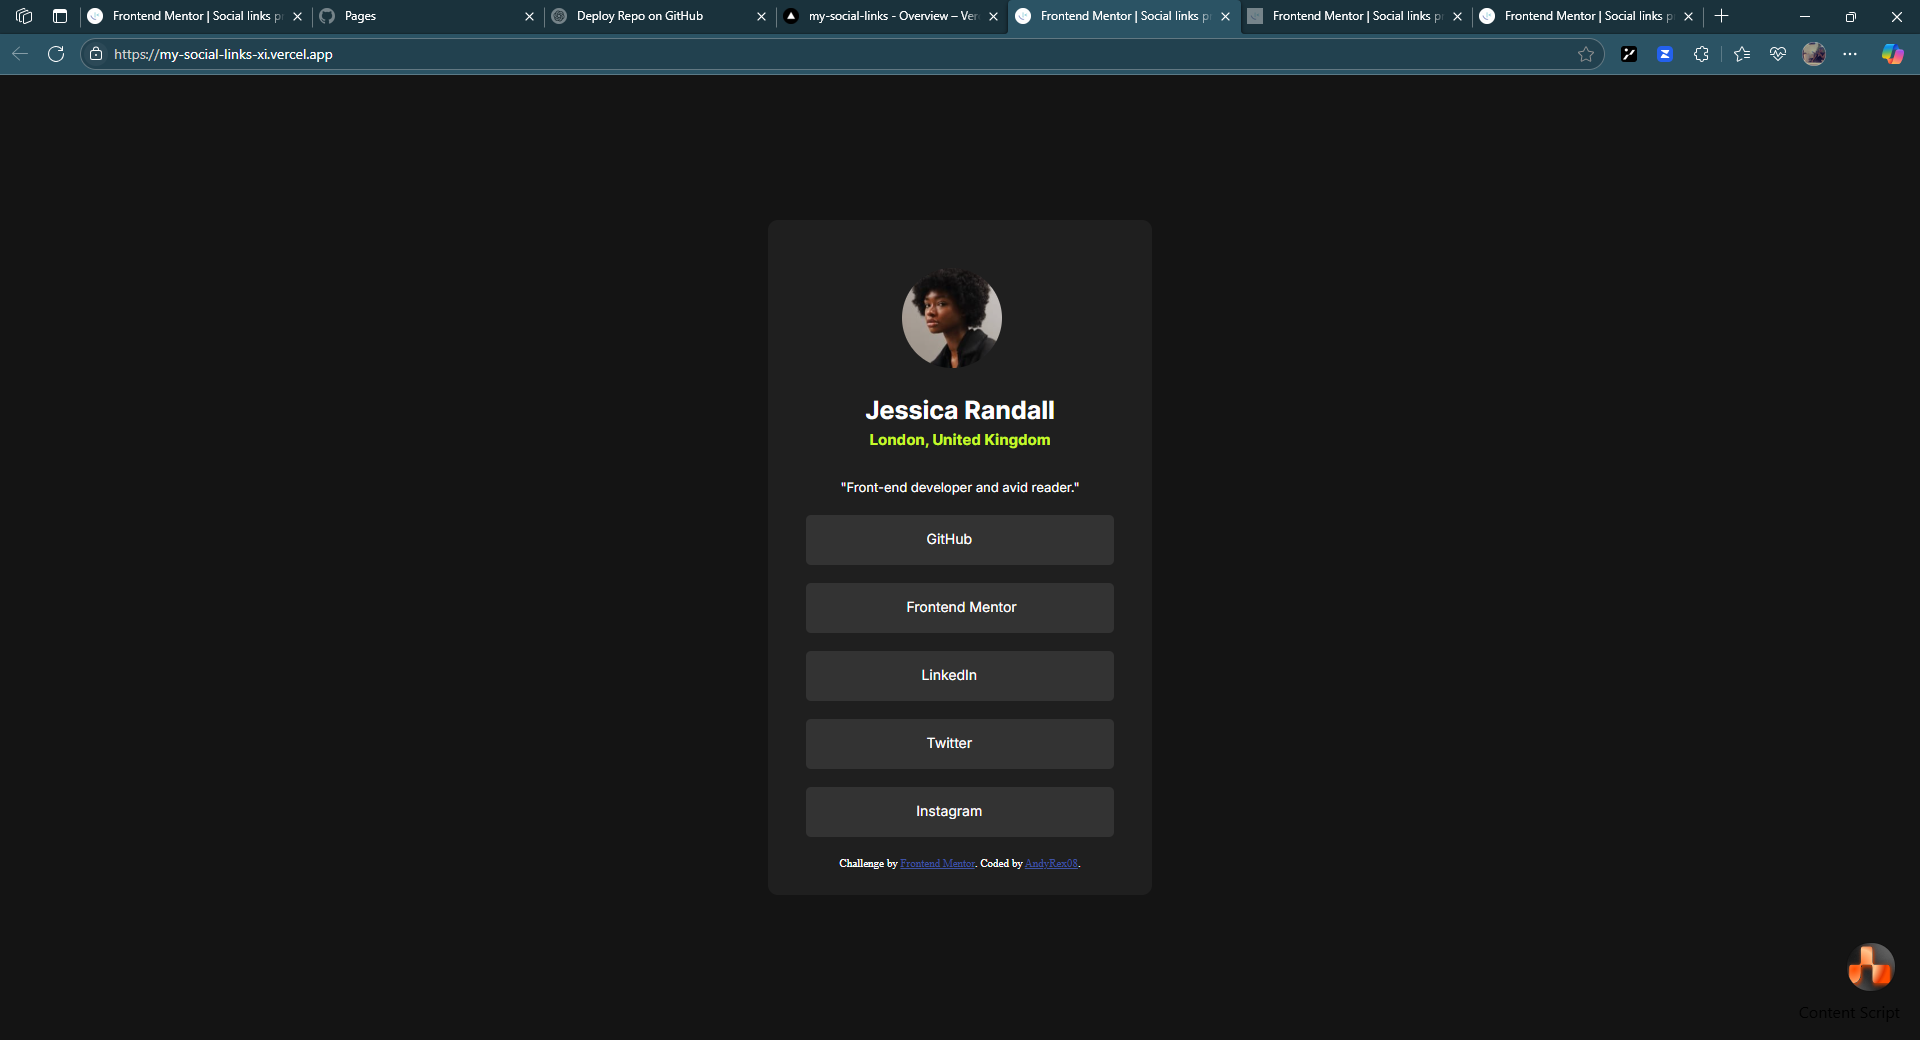 Frontend Mentor | Social links pr
Pages
Deploy Repo on GitHub
my-social-links - Overview – Ver
Frontend Mentor | Social links p
Frontend Mentor | Social links p
Frontend Mentor | Social links p
https://my-social-links-xi.vercel.app
Jessica Randall
London, United Kingdom
"Front-end developer and avid reader."
GitHub
Frontend Mentor
LinkedIn
Twitter
Instagram
Challenge by Frontend Mentor. Coded by AndyRex08.
Content Script